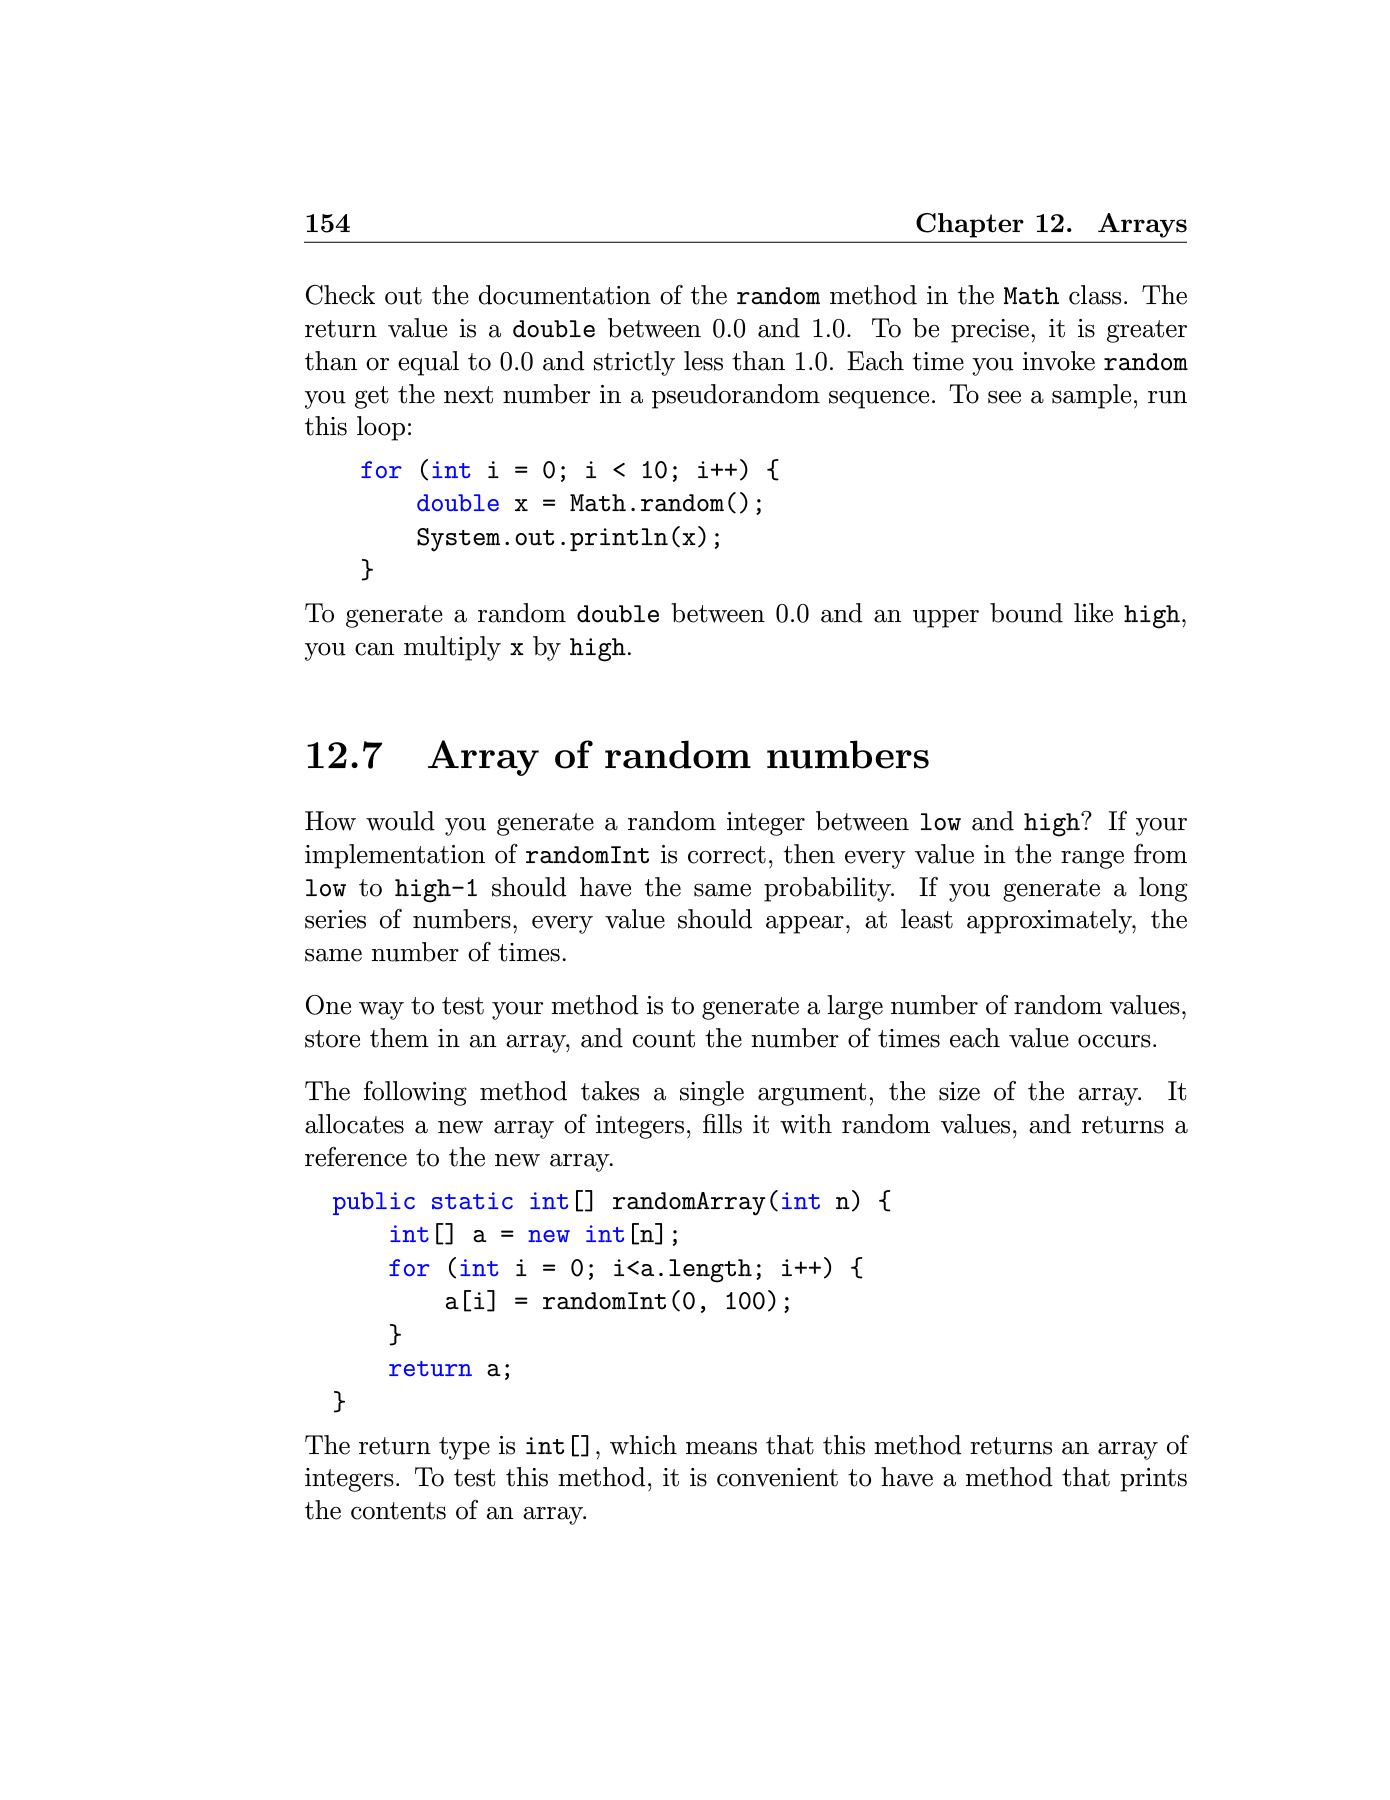 154 Chapter 12. Arrays
Check out the documentation of the random method in the Math class. The
return value is a double between 0.0 and 1.0. To be precise, it is greater
than or equal to 0.0 and strictly less than 1.0. Each time you invoke random
you get the next number in a pseudorandom sequence. To see a sample, run
this loop:
for (int i = 0; i < 10; i++) {
    double x = Math.random();
    System.out.println(x);
}
To generate a random double between 0.0 and an upper bound like high,
you can multiply x by high.
12.7 Array of random numbers
How would you generate a random integer between low and high? If your
implementation of randomInt is correct, then every value in the range from
low to high-1 should have the same probability. If you generate a long
series of numbers, every value should appear, at least approximately, the
same number of times.
One way to test your method is to generate a large number of random values,
store them in an array, and count the number of times each value occurs.
The following method takes a single argument, the size of the array. It
allocates a new array of integers, fills it with random values, and returns a
reference to the new array.
public static int[] randomArray(int n) {
    int[] a = new int[n];
    for (int i = 0; i<a.length; i++) {
        a[i] = randomInt(0, 100);
    }
    return a;
}
The return type is int[], which means that this method returns an array of
integers. To test this method, it is convenient to have a method that prints
the contents of an array.